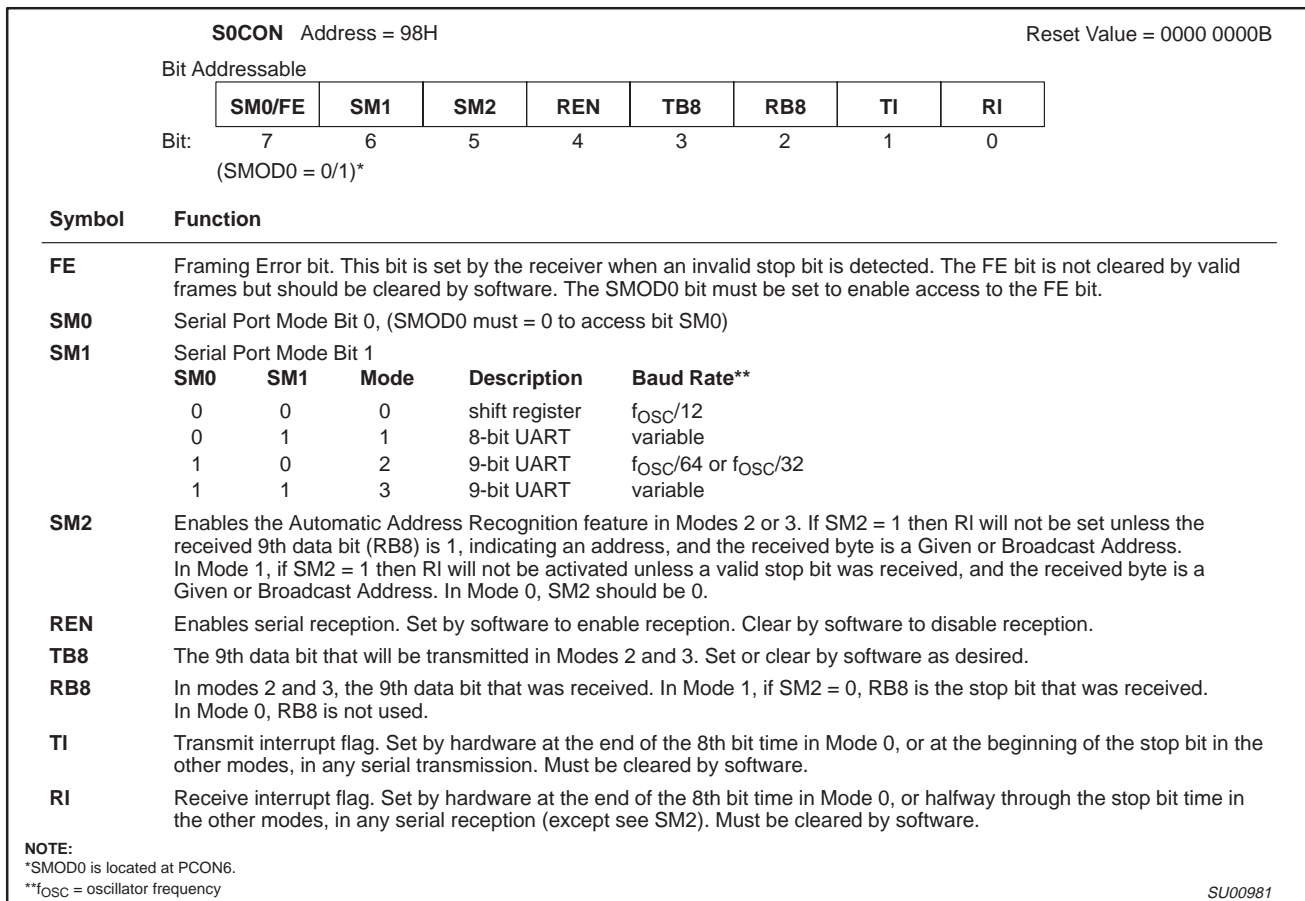 S0CON Address = 98H Reset Value = 0000 0000B
Bit Addressable
SM0/FE SM1 SM2 REN TB8 RB8 TI RI
Bit: 7 6 5 4 3 2 1 0
(SMOD0 = 0/1)*
Symbol Function
FE Framing Error bit. This bit is set by the receiver when an invalid stop bit is detected. The FE bit is not cleared by valid
frames but should be cleared by software. The SMOD0 bit must be set to enable access to the FE bit.
SM0 Serial Port Mode Bit 0, (SMOD0 must = 0 to access bit SM0)
SM1 Serial Port Mode Bit 1
SM0 SM1 Mode Description Baud Rate**
0 0 0 shift register fOSC/12
0 1 1 8-bit UART variable
1 0 2 9-bit UART fOSC/64 or fOSC/32
1 1 3 9-bit UART variable
SM2 Enables the Automatic Address Recognition feature in Modes 2 or 3. If SM2 = 1 then RI will not be set unless the
received 9th data bit (RB8) is 1, indicating an address, and the received byte is a Given or Broadcast Address.
In Mode 1, if SM2 = 1 then RI will not be activated unless a valid stop bit was received, and the received byte is a
Given or Broadcast Address. In Mode 0, SM2 should be 0.
REN Enables serial reception. Set by software to enable reception. Clear by software to disable reception.
TB8 The 9th data bit that will be transmitted in Modes 2 and 3. Set or clear by software as desired.
RB8 In modes 2 and 3, the 9th data bit that was received. In Mode 1, if SM2 = 0, RB8 is the stop bit that was received.
In Mode 0, RB8 is not used.
TI Transmit interrupt flag. Set by hardware at the end of the 8th bit time in Mode 0, or at the beginning of the stop bit in the
other modes, in any serial transmission. Must be cleared by software.
RI Receive interrupt flag. Set by hardware at the end of the 8th bit time in Mode 0, or halfway through the stop bit time in
the other modes, in any serial reception (except see SM2). Must be cleared by software.
NOTE:
*SMOD0 is located at PCON6.
**fOSC = oscillator frequency SU00981